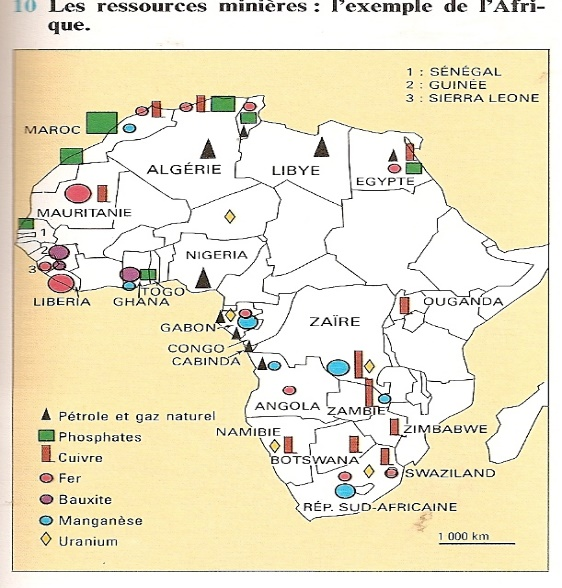 10 Les ressources minières : l'exemple de l'Afri-
que.
1 : SÉNÉGAL
2 : GUINÉE
3 : SIERRA LEONE
MAROC
ALGÉRIE
LIBYE
EGYPTE
MAURITANIE
1
2
3
NIGERIA
LIBERIA
GHANA
TOGO
OUGANDA
GABON
ZAÏRE
CONGO
CABINDA
ANGOLA
ZAMBIE
NAMIBIE
ZIMBABWE
BOTSWANA
SWAZILAND
RÉP. SUD-AFRICAINE
Pétrole et gaz naturel
Phosphates
Cuivre
Fer
Bauxite
Manganèse
Uranium
1 000 km